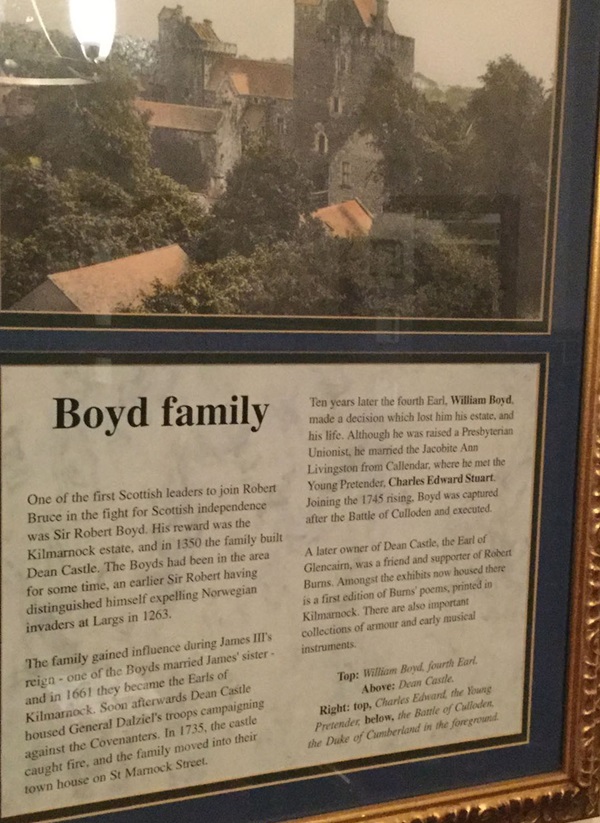 Boyd family
One of the first Scottish leaders to join Robert
Bruce in the fight for Scottish independence
was Sir Robert Boyd. His reward was the
Kilmarnock estate, and in 1350 the family built
Dean Castle. The Boyds had been in the area
for some time, an earlier Sir Robert having
distinguished himself expelling Norwegian
invaders at Largs in 1263.
The family gained influence during James III's
reign - one of the Boyds married James' sister -
and in 1661 they became the Earls of
Kilmarnock. Soon afterwards Dean Castle
housed General Dalziel's troops campaigning
against the Covenanters. In 1735, the castle
caught fire, and the family moved into their
town house on St Marnock Street.
Ten years later the fourth Earl, William Boyd,
made a decision which lost him his estate, and
his life. Although he was raised a Presbyterian
Unionist, he married the Jacobite Ann
Livingston from Callendar, where he met the
Young Pretender, Charles Edward Stuart.
Joining the 1745 rising, Boyd was captured
after the Battle of Culloden and executed.
A later owner of Dean Castle, the Earl of
Glencairn, was a friend and supporter of Robert
Burns. Amongst the exhibits now housed there
is a first edition of Burns' poems, printed in
Kilmarnock. There are also important
collections of armour and early musical
instruments.
Top: William Boyd, fourth Earl.
Above: Dean Castle.
Right: top, Charles Edward, the Young
Pretender, below, the Battle of Culloden,
the Duke of Cumberland in the foreground.